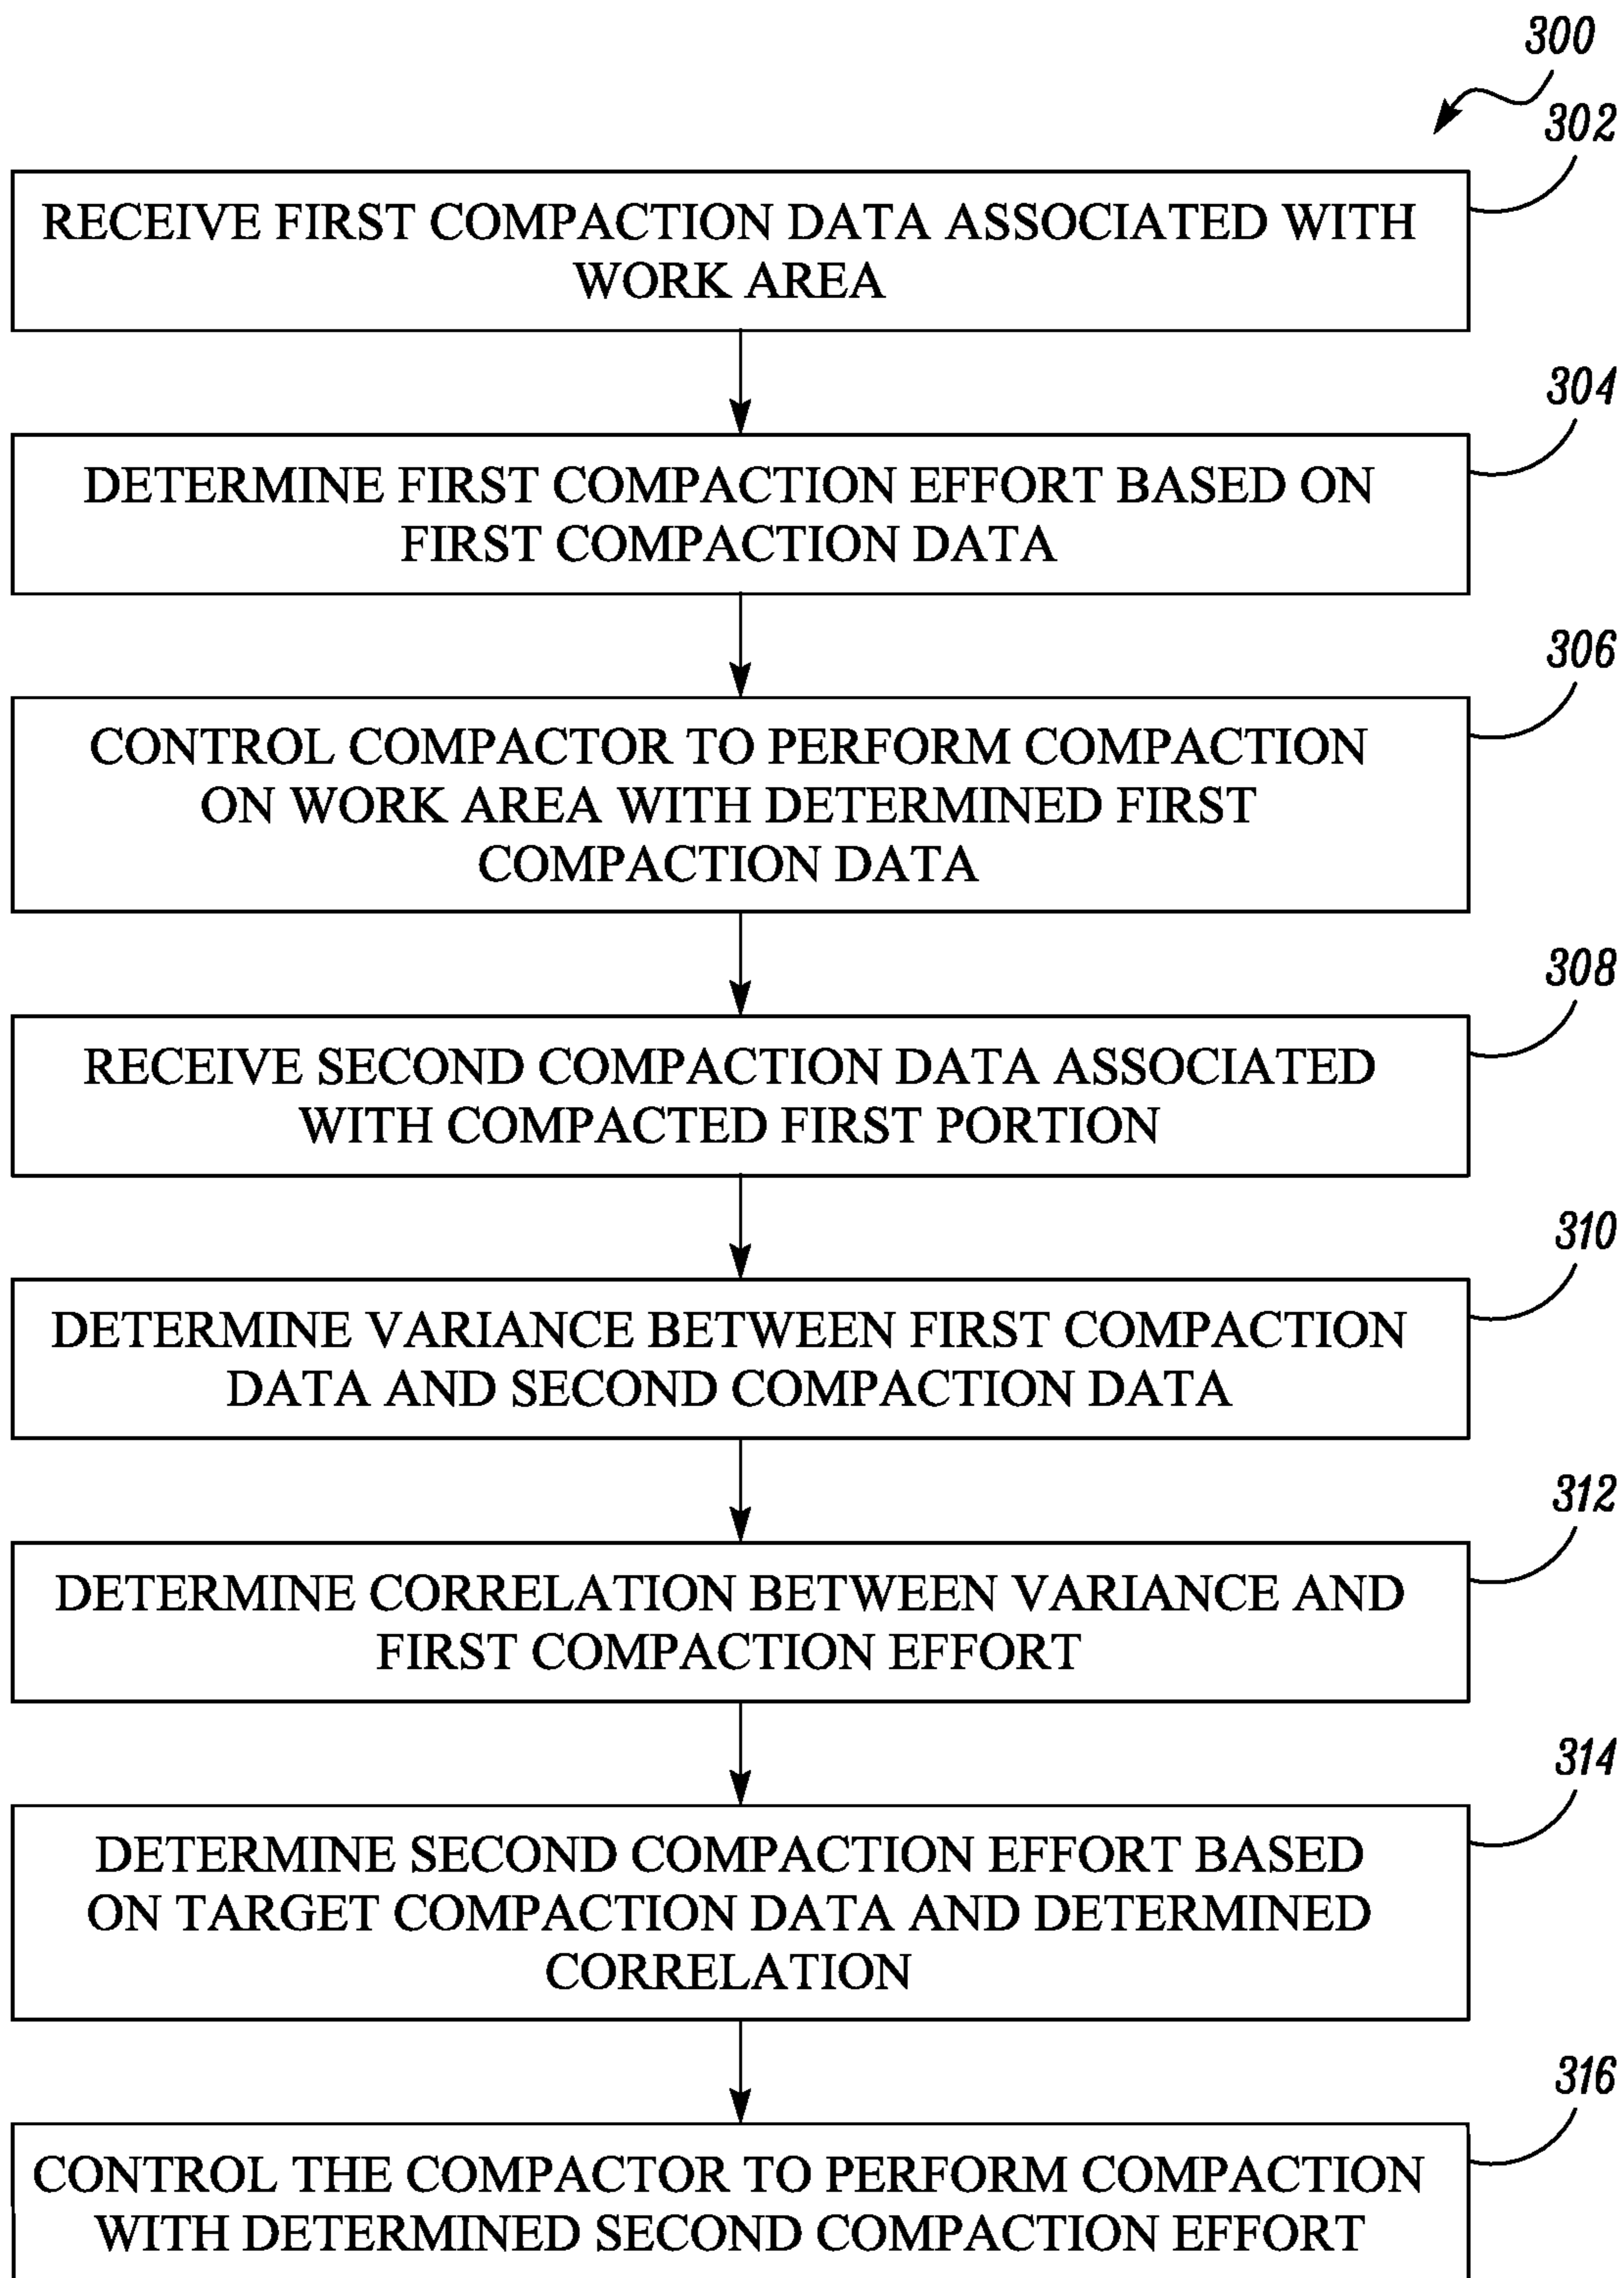 300
302
RECEIVE FIRST COMPACTION DATA ASSOCIATED WITH
WORK AREA
304
DETERMINE FIRST COMPACTION EFFORT BASED ON
FIRST COMPACTION DATA
306
CONTROL COMPACTOR TO PERFORM COMPACTION
ON WORK AREA WITH DETERMINED FIRST
COMPACTION DATA
308
RECEIVE SECOND COMPACTION DATA ASSOCIATED
WITH COMPACTED FIRST PORTION
310
DETERMINE VARIANCE BETWEEN FIRST COMPACTION
DATA AND SECOND COMPACTION DATA
312
DETERMINE CORRELATION BETWEEN VARIANCE AND
FIRST COMPACTION EFFORT
314
DETERMINE SECOND COMPACTION EFFORT BASED
ON TARGET COMPACTION DATA AND DETERMINED
CORRELATION
316
CONTROL THE COMPACTOR TO PERFORM COMPACTION
WITH DETERMINED SECOND COMPACTION EFFORT